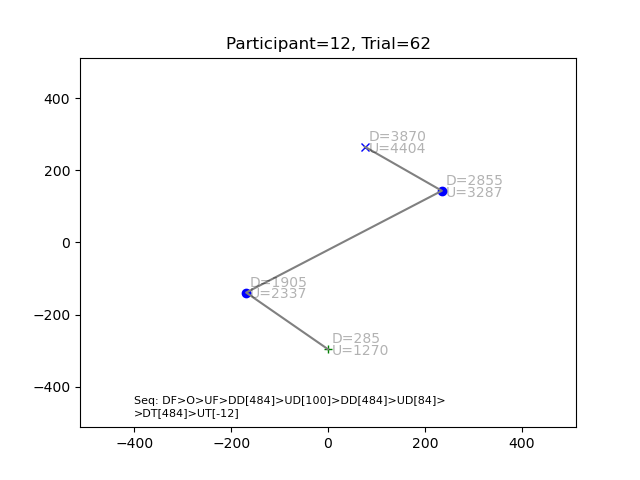 Participant=12, Trial=62
400
200
0
−200
−400
D=3870
U=4404
D=2855
U=3287
D=1905
U=2337
D=285
U=1270
Seq: DF>O>UF>DD[484]>UD[100]>DD[484]>UD[84]>
>DT[484]>UT[-12]
−400 −200 0 200 400